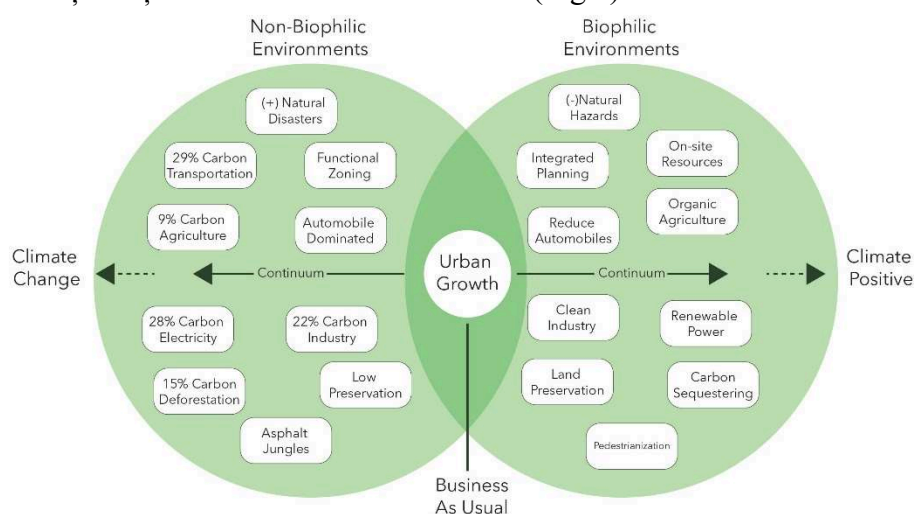 Non-Biophilic
Environments
Biophilic
Environments
(+) Natural
Disasters
29% Carbon
Transportation
Functional
Zoning
9% Carbon
Agriculture
Automobile
Dominated
(-)Natural
Hazards
Integrated
Planning
On-site
Resources
Reduce
Automobiles
Organic
Agriculture
Climate
Change
Continuum
Urban
Growth
Continuum
Climate
Positive
28% Carbon
Electricity
22% Carbon
Industry
15% Carbon
Deforestation
Low
Preservation
Asphalt
Jungles
Clean
Industry
Renewable
Power
Land
Preservation
Carbon
Sequestering
Pedestrianization
Business
As Usual